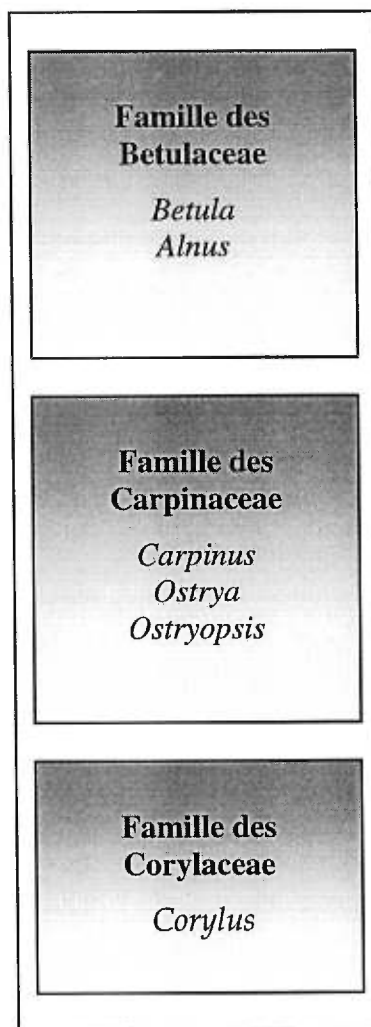 Famille des
Betulaceae
Betula
Alnus
Famille des
Carpinaceae
Carpinus
Ostrya
Ostryopsis
Famille des
Corylaceae
Corylus